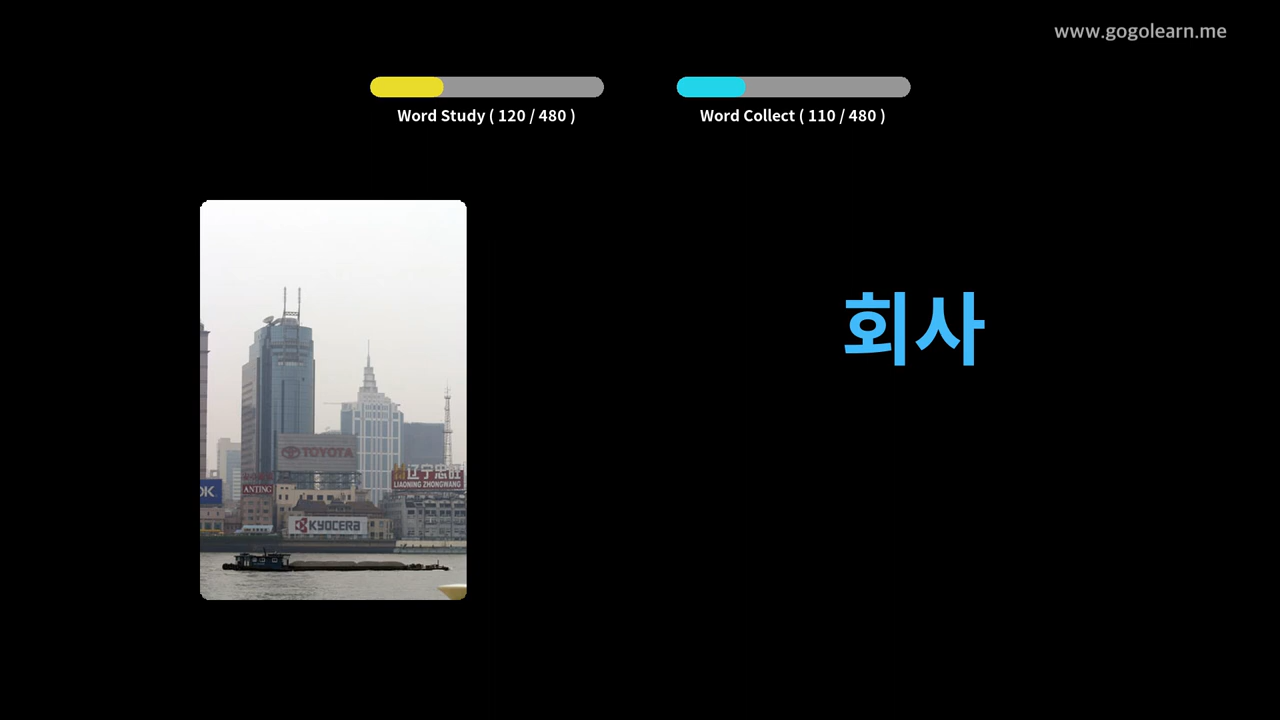 www.gogolearn.me
Word Study ( 120 / 480 )
Word Collect ( 110 / 480 )
회사
TOYOTA
辽宁忠旺
LIAONING ZHONGWANG
OK
ANTING
KYOCERA